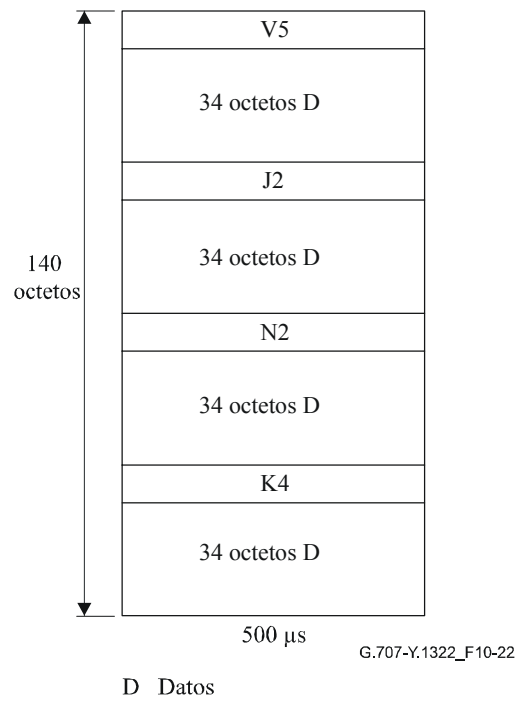 V5
34 octetos D
J2
34 octetos D
140
octetos
N2
34 octetos D
K4
34 octetos D
500 µs
G.707-Y.1322_F10-22
D Datos